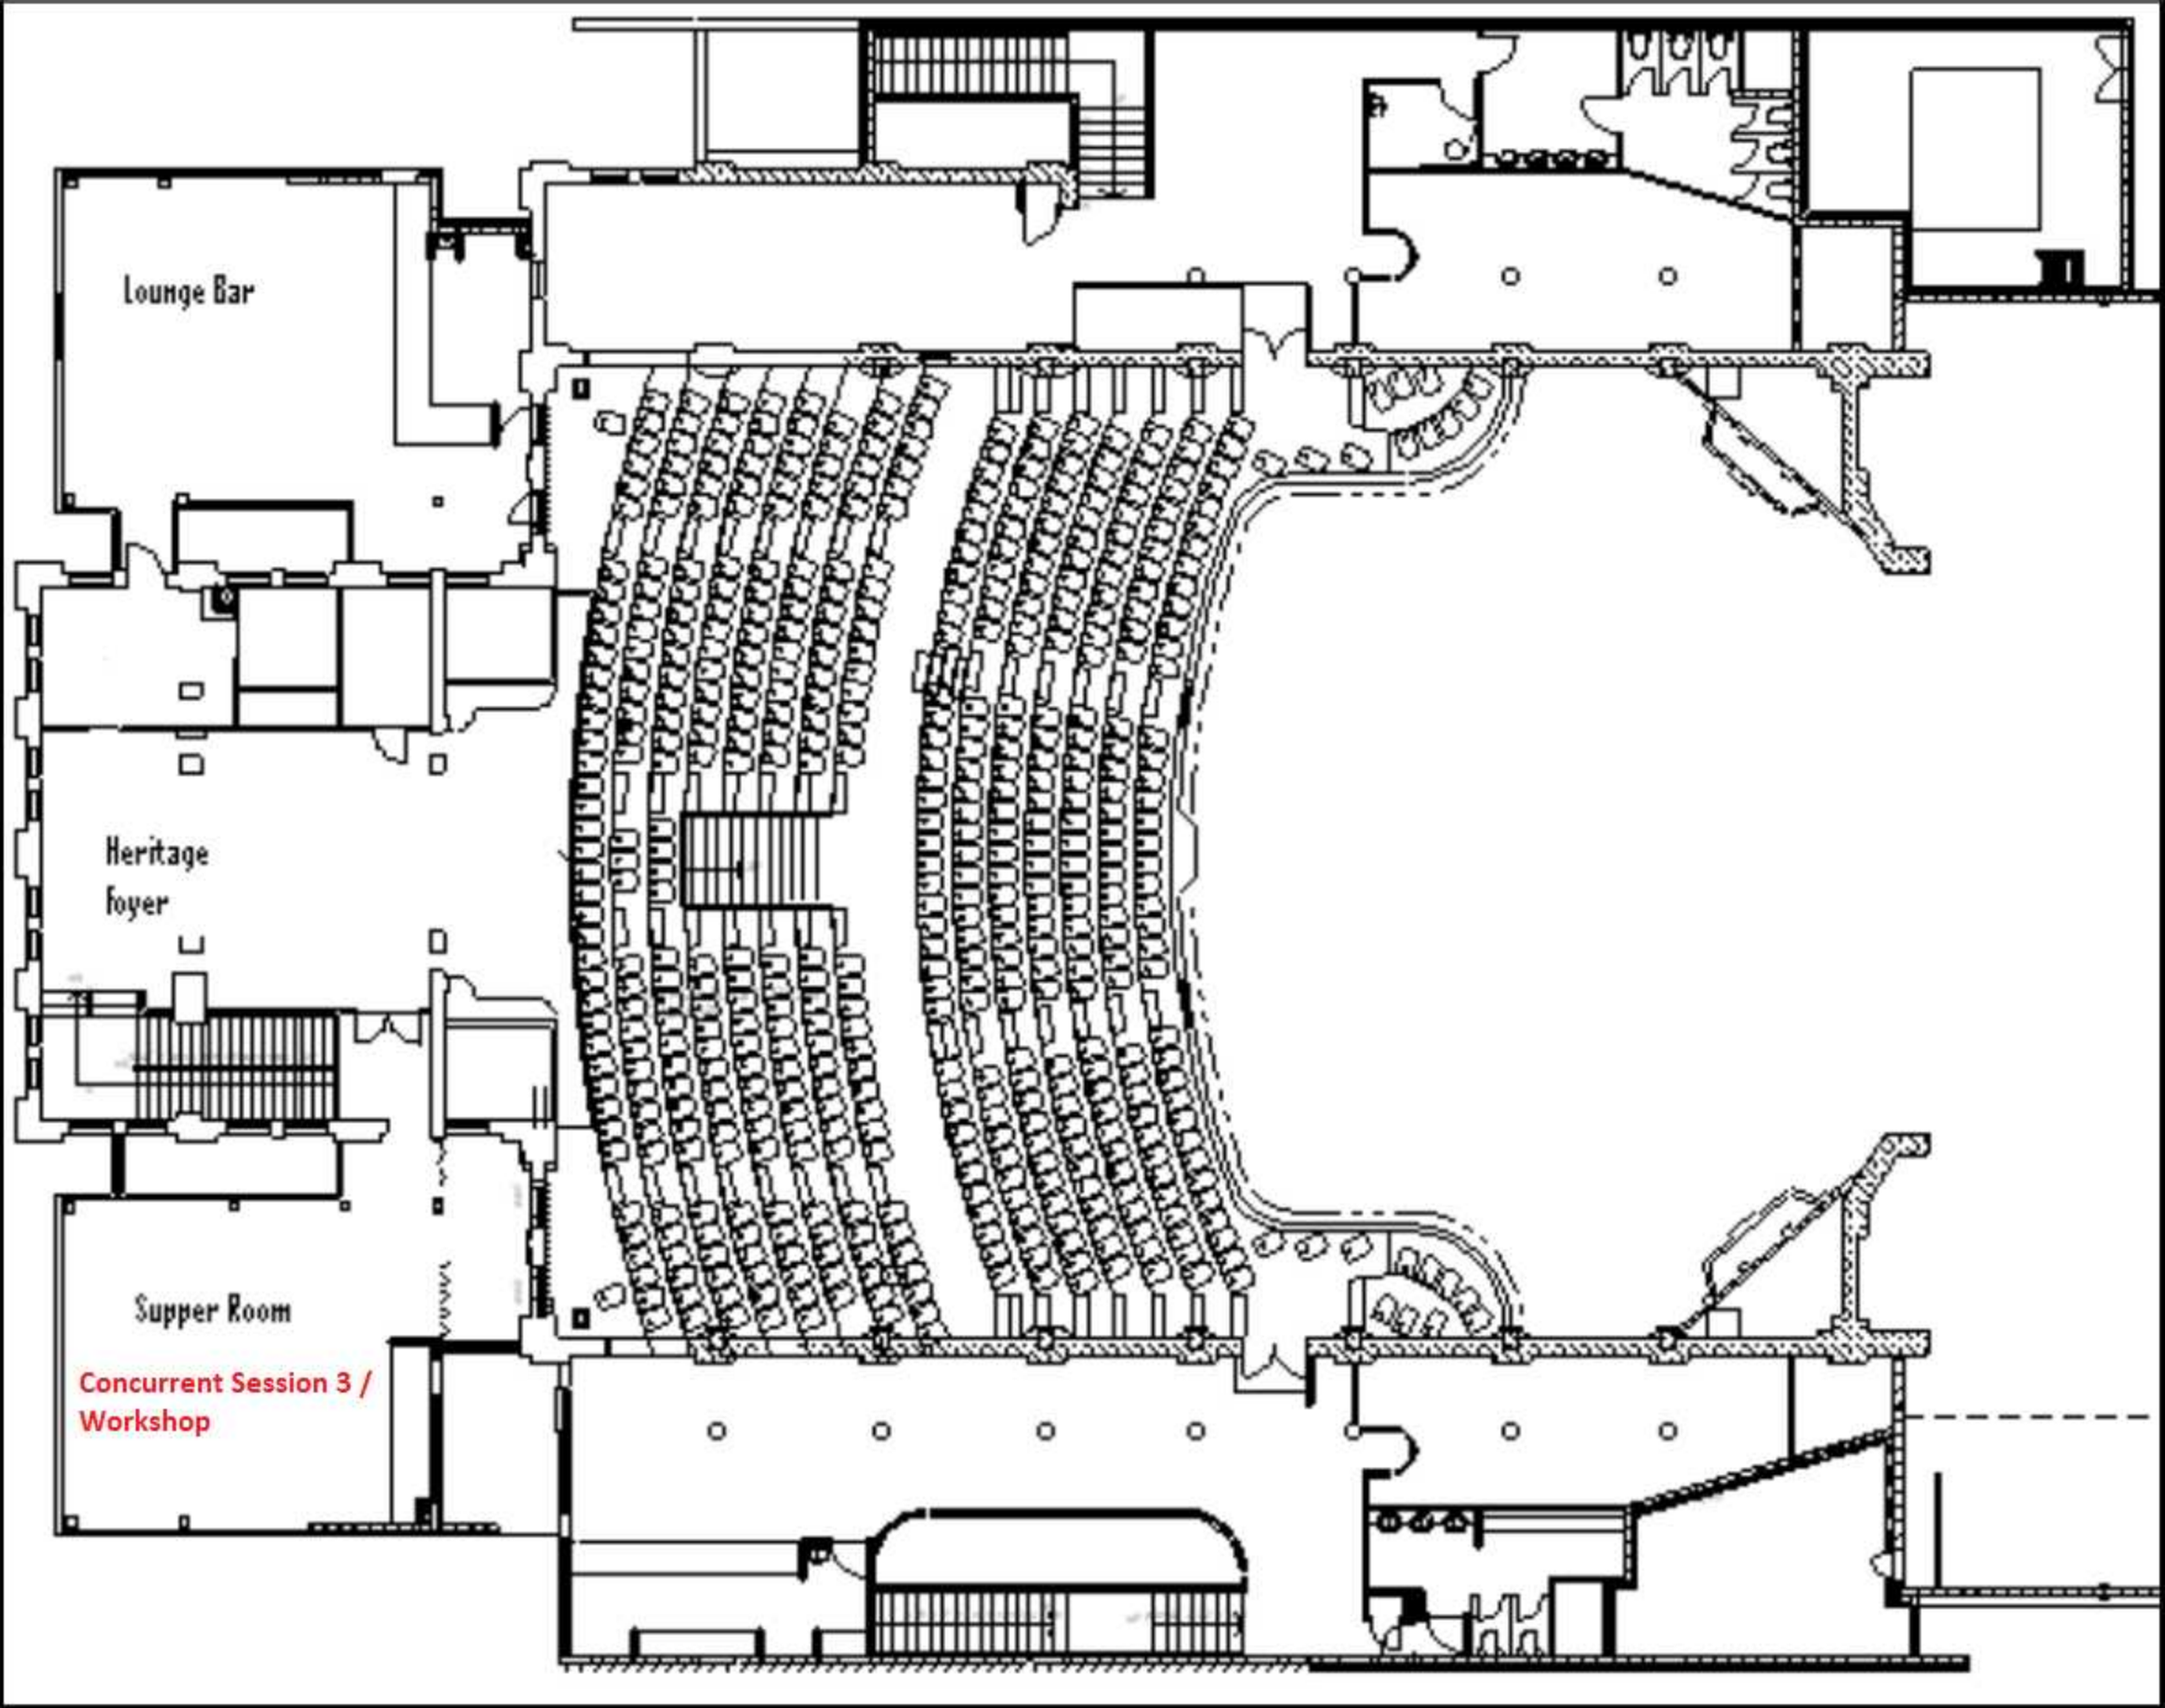 Lounge Bar
Heritage
Foyer
Supper Room
Concurrent Session 3 /
Workshop